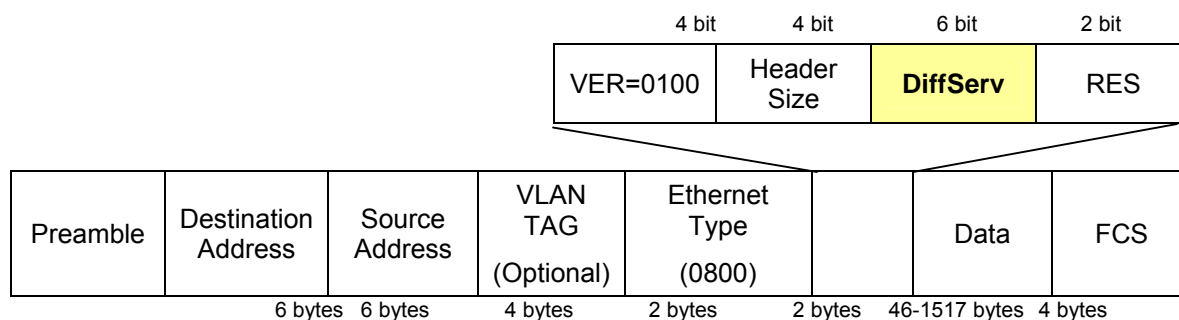 4 bit 4 bit 6 bit 2 bit
VER=0100 Header Size DiffServ RES
Preamble Destination Address Source Address VLAN TAG (Optional) Ethernet Type (0800) Data FCS
6 bytes 6 bytes 4 bytes 2 bytes 2 bytes 46-1517 bytes 4 bytes